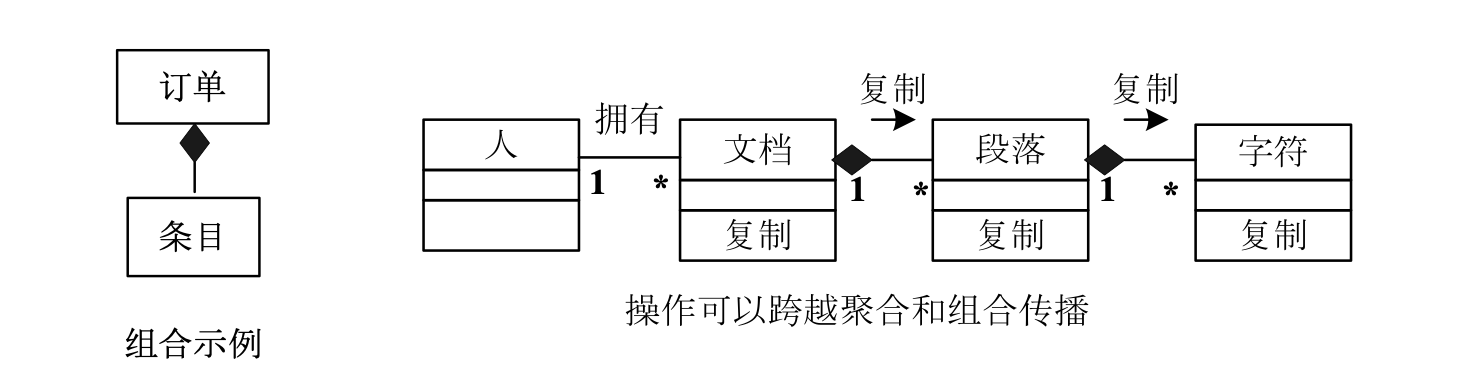 订单
条目
组合示例
复制 复制
人 拥有 文档 段落 字符
1 * 1 * 1 *
复制 复制 复制
操作可以跨越聚合和组合传播